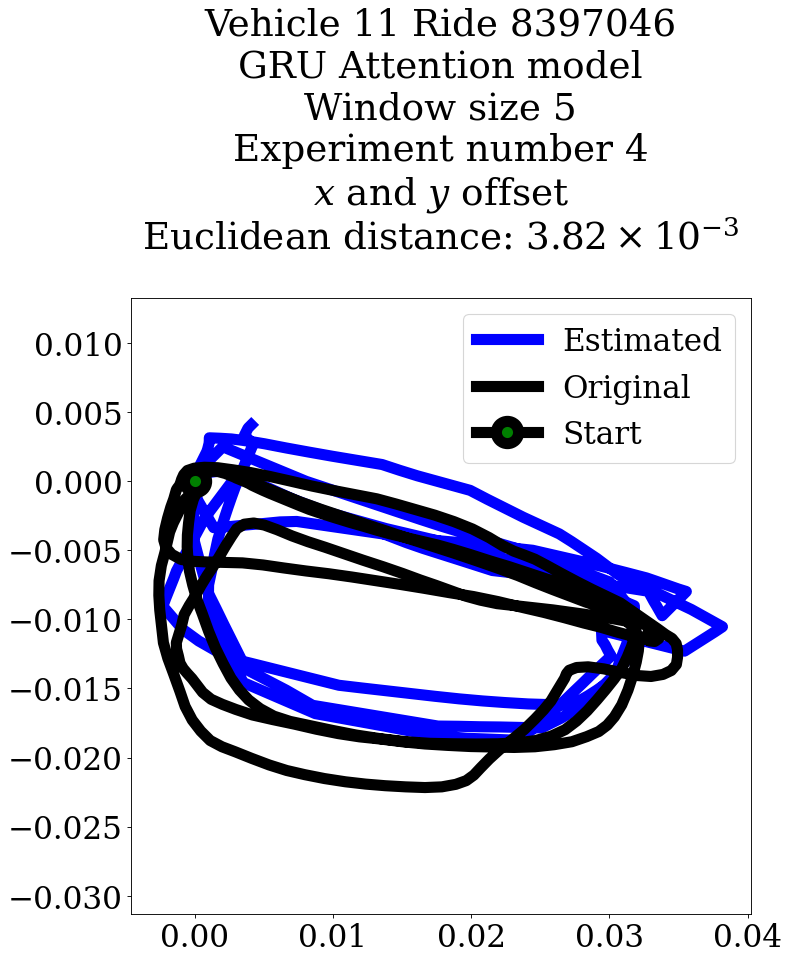 Vehicle 11 Ride 8397046
GRU Attention model
Window size 5
Experiment number 4
x and y offset
Euclidean distance: 3.82 × 10⁻³
Estimated
Original
Start
0.010
0.005
0.000
−0.005
−0.010
−0.015
−0.020
−0.025
−0.030
0.00 0.01 0.02 0.03 0.04